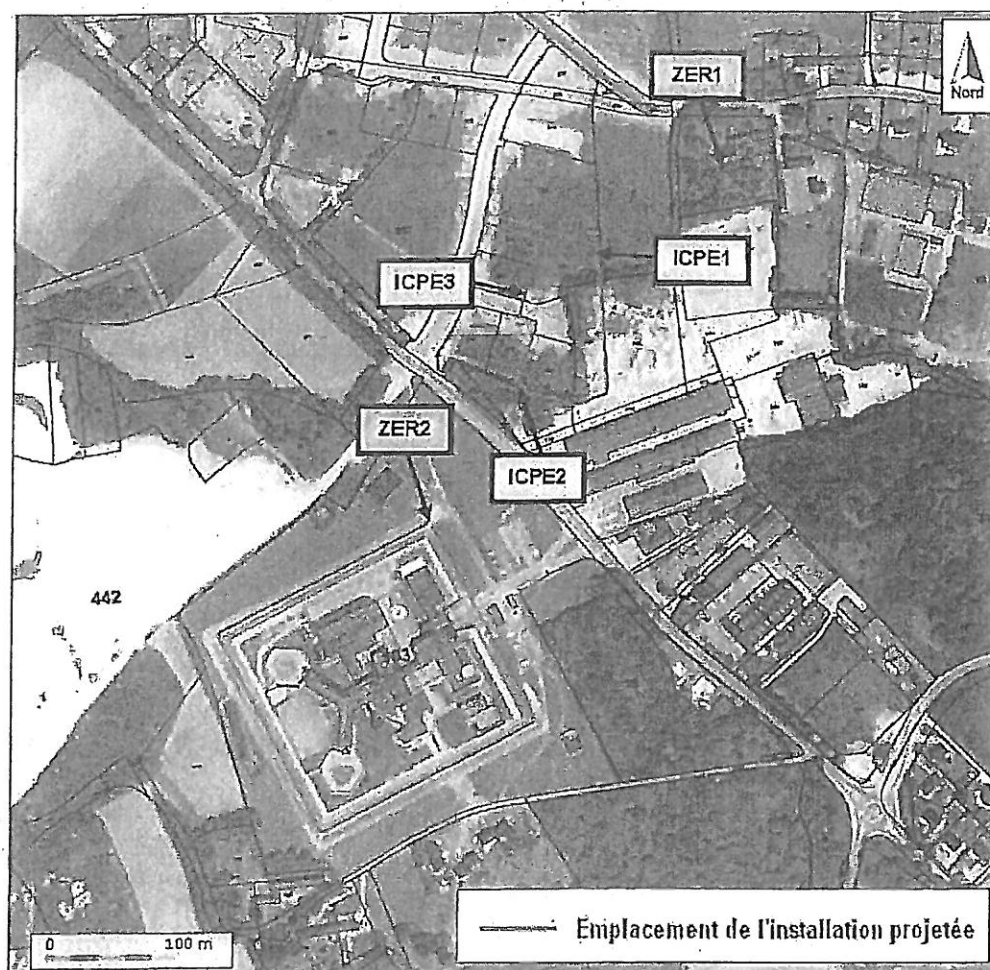 ZER1
Nord
ICPE1
ICPE3
ZER2
ICPE2
442
0 100 m
Emplacement de l'installation projetée